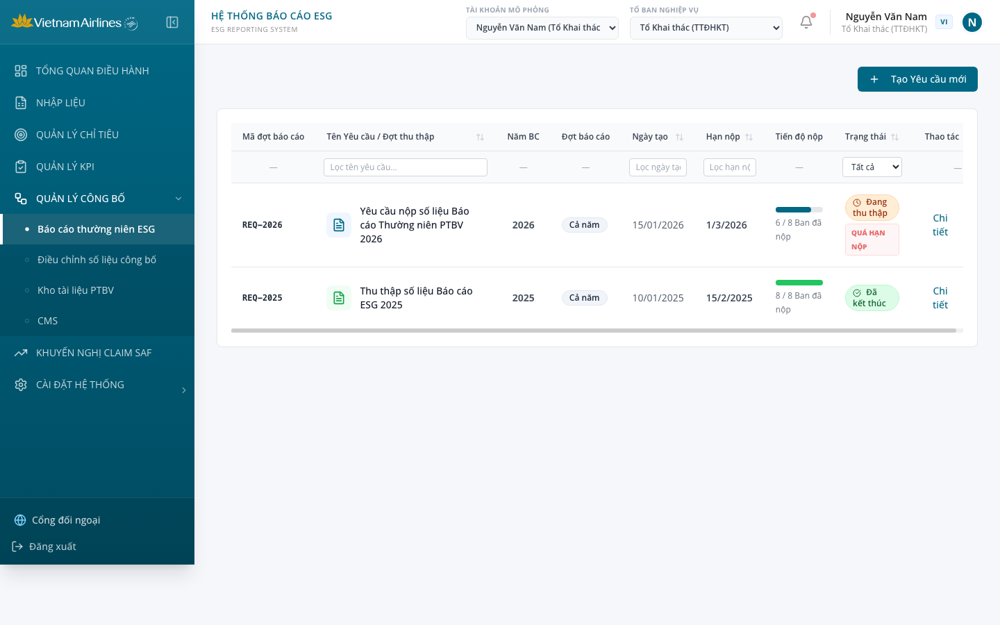 Vietnam Airlines
HỆ THỐNG BÁO CÁO ESG
ESG REPORTING SYSTEM
TÀI KHOẢN MÔ PHỎNG
Nguyễn Văn Nam (Tổ Khai thác
TỔ BAN NGHIỆP VỤ
Tổ Khai thác (TTĐHKT)
Nguyễn Văn Nam
Tổ Khai thác (TTĐHKT)
VI
N
TỔNG QUAN ĐIỀU HÀNH
NHẬP LIỆU
QUẢN LÝ CHỈ TIÊU
QUẢN LÝ KPI
QUẢN LÝ CÔNG BỐ
Báo cáo thường niên ESG
Điều chỉnh số liệu công bố
Kho tài liệu PTBV
CMS
KHUYẾN NGHỊ CLAIM SAF
CÀI ĐẶT HỆ THỐNG
Cổng đối ngoại
Đăng xuất
Tạo Yêu cầu mới
Mã đợt báo cáo Tên Yêu cầu / Đợt thu thập Năm BC Đợt báo cáo Ngày tạo Hạn nộp Tiến độ nộp Trạng thái Thao tác
— Lọc tên yêu cầu... — — Lọc ngày tạo Lọc hạn nộ — Tất cả —
REQ-2026
Yêu cầu nộp số liệu Báo
cáo Thường niên PTBV
2026
2026
Cả năm
15/01/2026
1/3/2026
6 / 8 Ban đã
nộp
Đang
thu thập
QUÁ HẠN
NỘP
Chi
tiết
REQ-2025
Thu thập số liệu Báo cáo
ESG 2025
2025
Cả năm
10/01/2025
15/2/2025
8 / 8 Ban đã
nộp
Đã
kết thúc
Chi
tiết